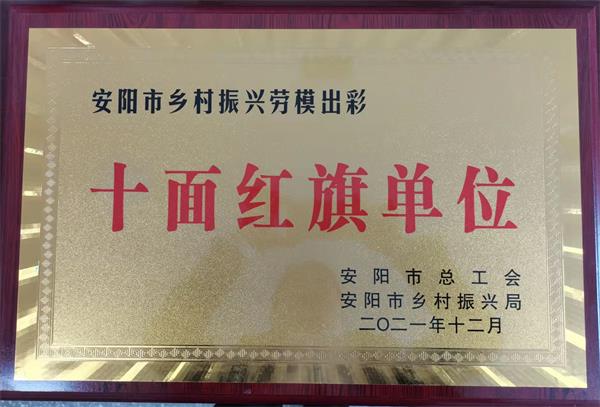 安阳市乡村振兴劳模出彩
十面红旗单位
安阳市总工会
安阳市乡村振兴局
二〇二一年十二月